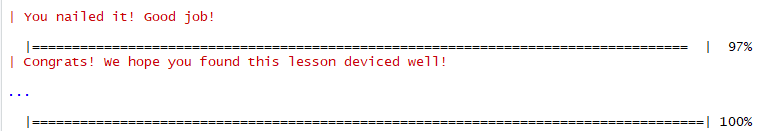 | You nailed it! Good job!
|================================================================================== | 97%
| Congrats! We hope you found this lesson deviced well!
...
|====================================================================================| 100%